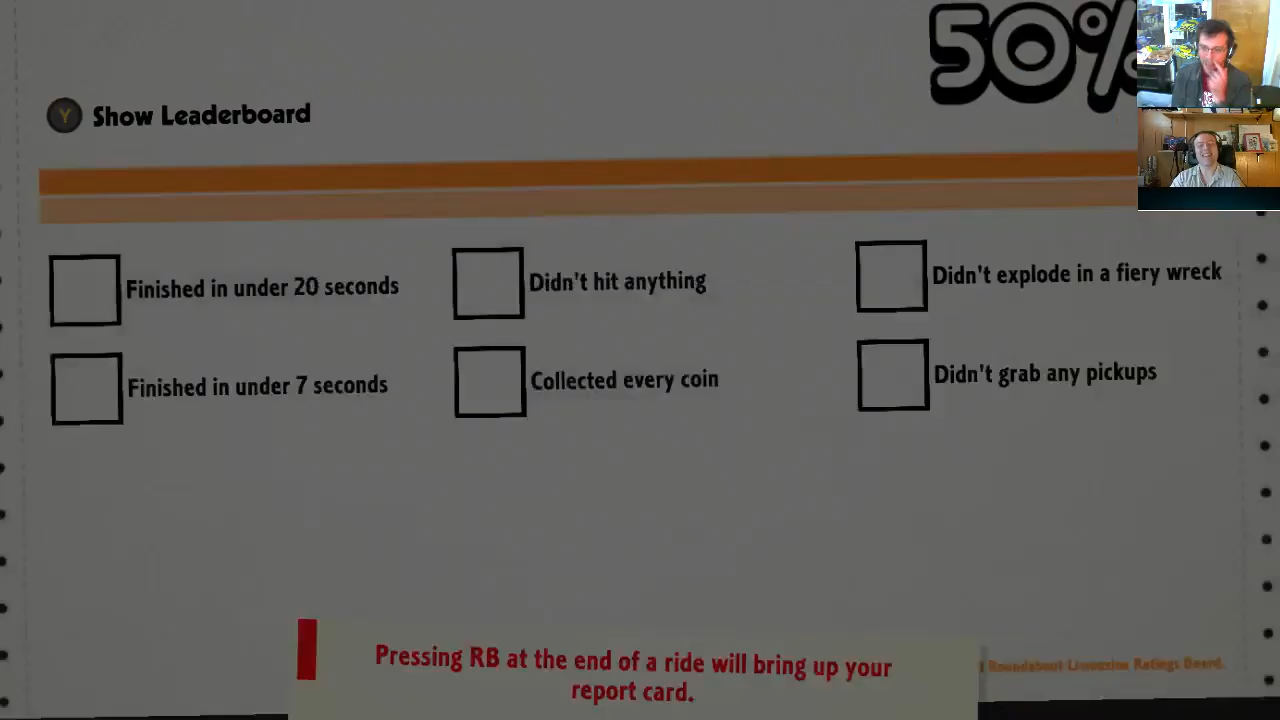 50%
Y Show Leaderboard
Finished in under 20 seconds
Didn't hit anything
Didn't explode in a fiery wreck
Finished in under 7 seconds
Collected every coin
Didn't grab any pickups
Pressing RB at the end of a ride will bring up your
report card.
Roundabout Limousine Ratings Board.